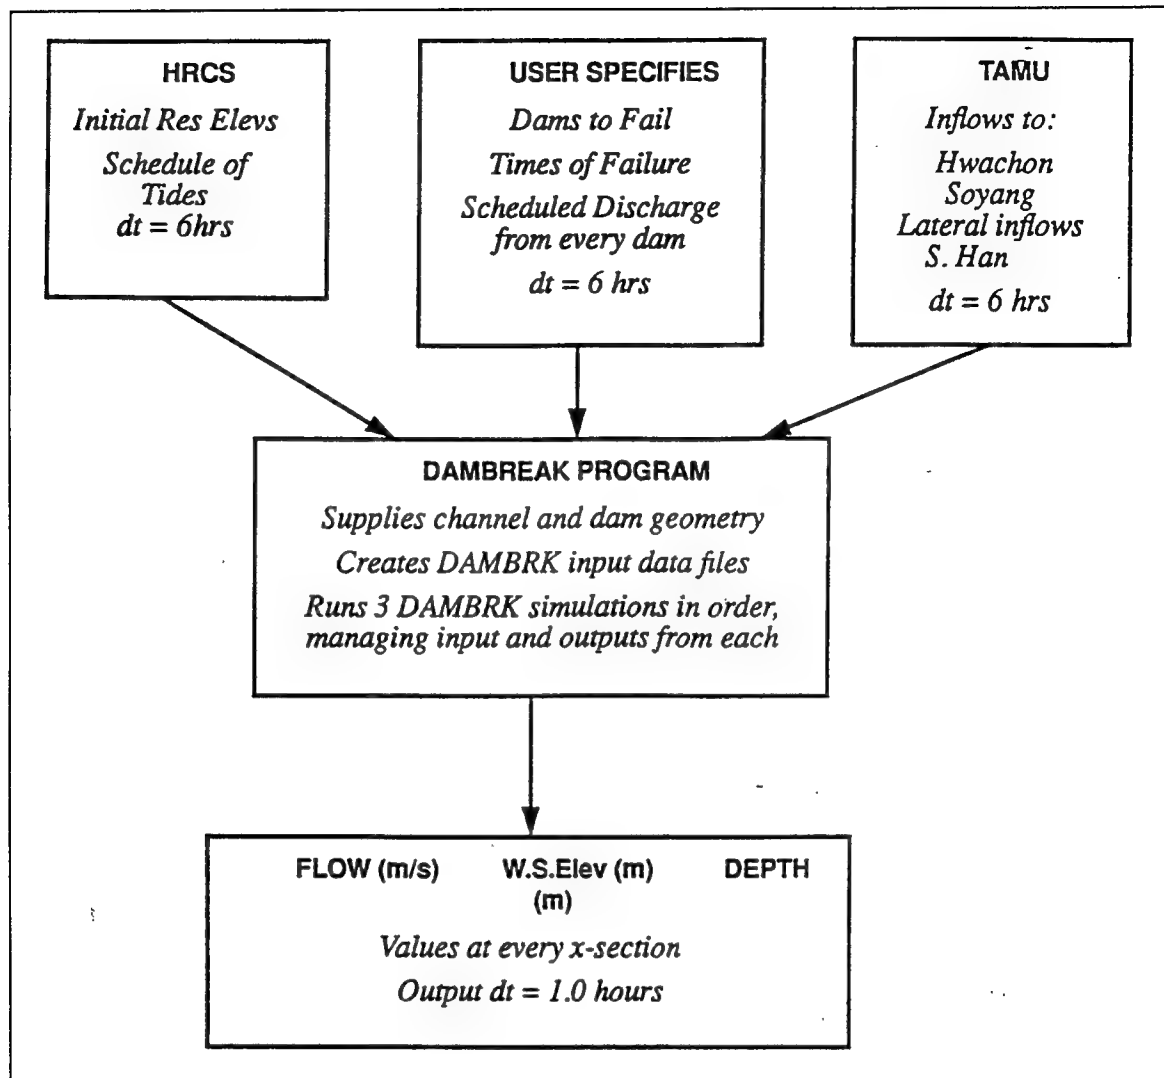 HRCS
Initial Res Elevs
Schedule of
Tides
dt = 6hrs
USER SPECIFIES
Dams to Fail
Times of Failure
Scheduled Discharge
from every dam
dt = 6 hrs
TAMU
Inflows to:
Hwachon
Soyang
Lateral inflows
S. Han
dt = 6 hrs
DAMBREAK PROGRAM
Supplies channel and dam geometry
Creates DAMBRK input data files
Runs 3 DAMBRK simulations in order,
managing input and outputs from each
FLOW (m/s) W.S.Elev (m) DEPTH
(m)
Values at every x-section
Output dt = 1.0 hours